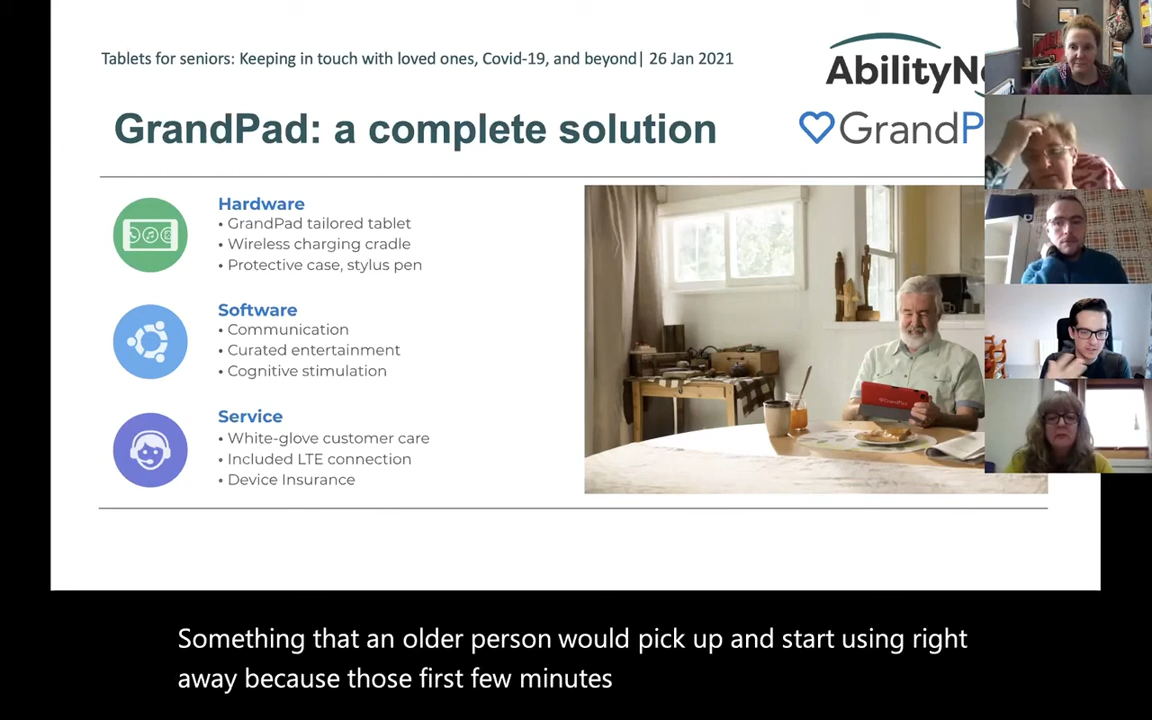 Tablets for seniors: Keeping in touch with loved ones, Covid-19, and beyond| 26 Jan 2021
AbilityN
GrandPad: a complete solution
GrandP
Hardware
• GrandPad tailored tablet
• Wireless charging cradle
• Protective case, stylus pen
Software
• Communication
• Curated entertainment
• Cognitive stimulation
Service
• White-glove customer care
• Included LTE connection
• Device Insurance
GrandPad
Something that an older person would pick up and start using right
away because those first few minutes